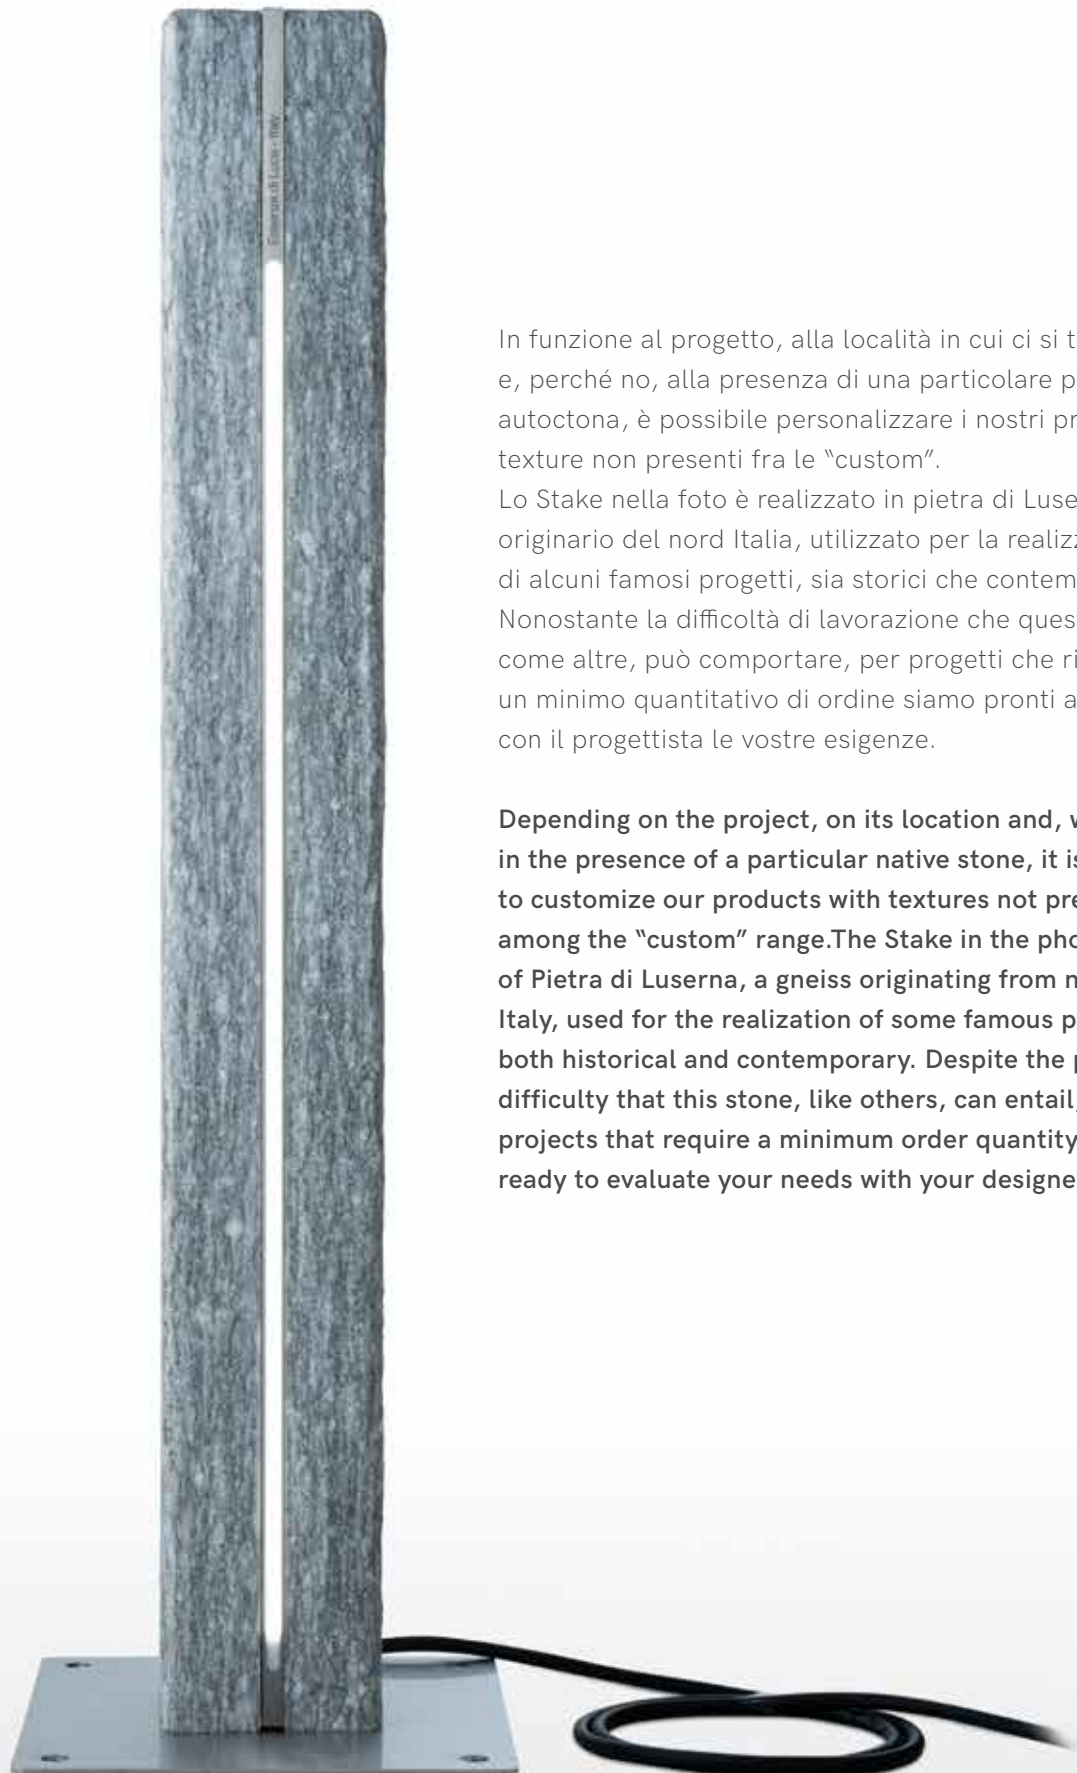 In funzione al progetto, alla località in cui ci si t
e, perché no, alla presenza di una particolare p
autoctona, è possibile personalizzare i nostri pr
texture non presenti fra le “custom”.
Lo Stake nella foto è realizzato in pietra di Luse
originario del nord Italia, utilizzato per la realizz
di alcuni famosi progetti, sia storici che contem
Nonostante la difficoltà di lavorazione che ques
come altre, può comportare, per progetti che ri
un minimo quantitativo di ordine siamo pronti a
con il progettista le vostre esigenze.
Depending on the project, on its location and, w
in the presence of a particular native stone, it is
to customize our products with textures not pre
among the “custom” range.The Stake in the pho
of Pietra di Luserna, a gneiss originating from n
Italy, used for the realization of some famous p
both historical and contemporary. Despite the p
difficulty that this stone, like others, can entail,
projects that require a minimum order quantity
ready to evaluate your needs with your designe